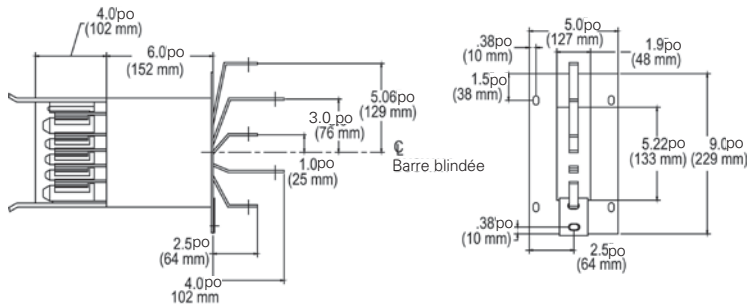 4.0po
(102 mm)
6.0po
(152 mm)
5.06po
(129 mm)
3.0 po
(76 mm)
1.0po
(25 mm)
Barre blindée
2.5po
(64 mm)
4.0po
102 mm
5.0po
(127 mm)
.38po
(10 mm)
1.9po
(48 mm)
1.5po
(38 mm)
5.22po
(133 mm)
9.0po
(229 mm)
.38po
(10 mm)
2.5po
(64 mm)